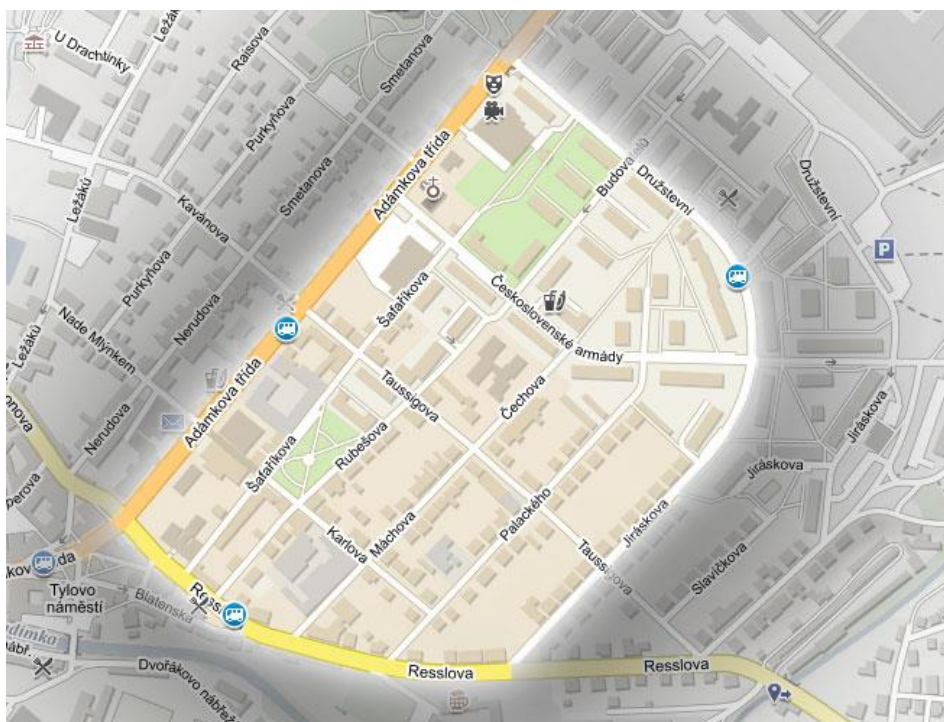 U Drachtinky
Ležáků
Raisova
Smetanova
Purkyňova
Adámkova třída
Budovatelů
Družstevní
Družstevní
Ležáků
Kavánova
Smetanova
P
Purkyňova
Šafaříkova
Československé armády
Nade Mlýnkem
Nerudova
Ležáků
Taussigova
Čechova
Adámkova třída
Jiráskova
Nerudova
Šafaříkova
Rubešova
Jiráskova
Palackého
Máchova
Karlova
Jiráskova
Taussigova
Slavíčkova
Tylovo
náměstí
Blatenská
Resslova
Resslova
Dvořákovo nábřeží